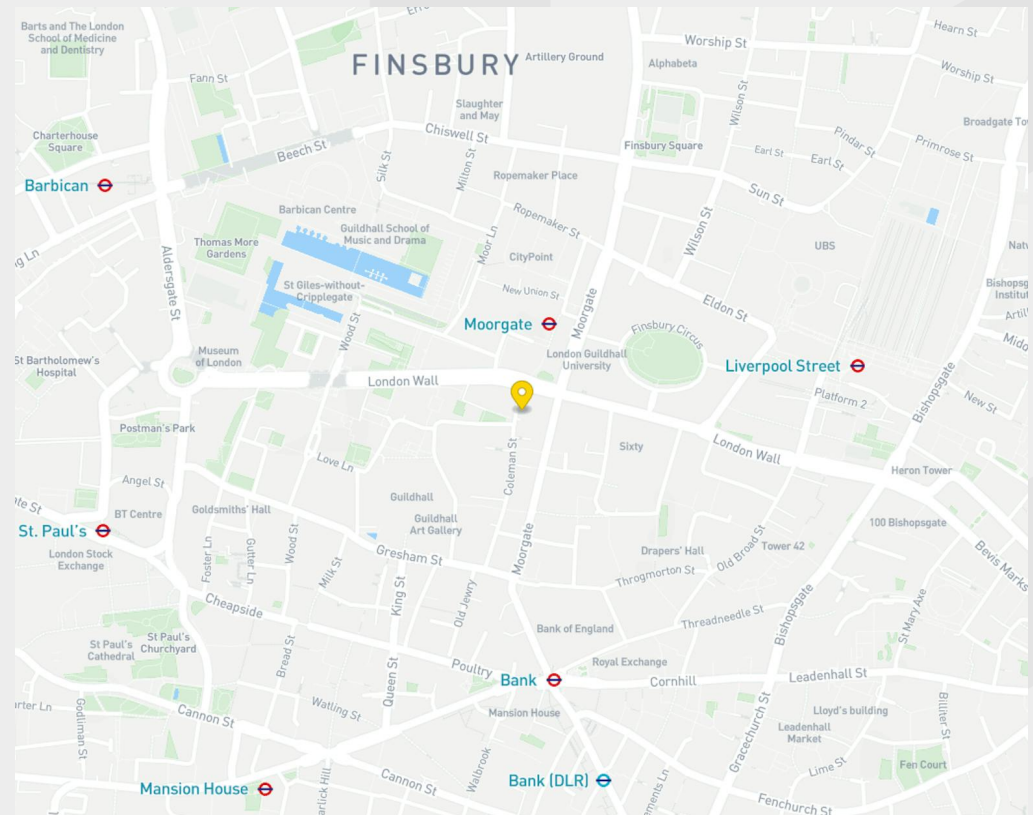 Barts and The London
School of Medicine
and Dentistry
FINSBURY
Artillery Ground
Worship St
Hearn St
Worship St
Alphabeta
Fann St
Wilson St
Slaughter
and May
Charterhouse
Square
Chiswell St
Beech St
Silk St
Milton St
Finsbury Square
Earl St
Earl St
Pindar St
Primrose St
Barbican
Ropemaker Place
Sun St
Barbican Centre
Guildhall School of
Music and Drama
Ropemaker St
Wilson St
Thomas More
Gardens
Moor Ln
CityPoint
UBS
Aldersgate St
St Giles-without-
Cripplegate
New Union St
Eldon St
Wood St
Moorgate
Moorgate
Finsbury Circus
St Bartholomew's
Hospital
Museum
of London
London Guildhall
University
Liverpool Street
Bishopsgate
London Wall
Platform 2
New St
Postman's Park
Coleman St
Sixty
London Wall
Love Ln
Heron Tower
Angel St
Guildhall
Goldsmiths' Hall
BT Centre
Guildhall
Art Gallery
100 Bishopsgate
St. Paul's
London Stock
Exchange
Foster Ln
Gutter Ln
Wood St
Milk St
Gresham St
Moorgate
Drapers' Hall
Old Broad St
Tower 42
Bevis Marks
Throgmorton St
King St
Old Jewry
Cheapside
Bishopsgate
St Mary Axe
Threadneedle St
Bank of England
St Paul's
Cathedral
St Paul's
Churchyard
Bread St
Poultry
Royal Exchange
Queen St
Bank
Cornhill
Leadenhall St
Godliman St
Cannon St
Watling St
Mansion House
Gracechurch St
Lloyd's building
Leadenhall
Market
Billiter St
Walbrook
Lime St
Fen Court
Mansion House
Cannon St
Bank (DLR)
Fenchurch St